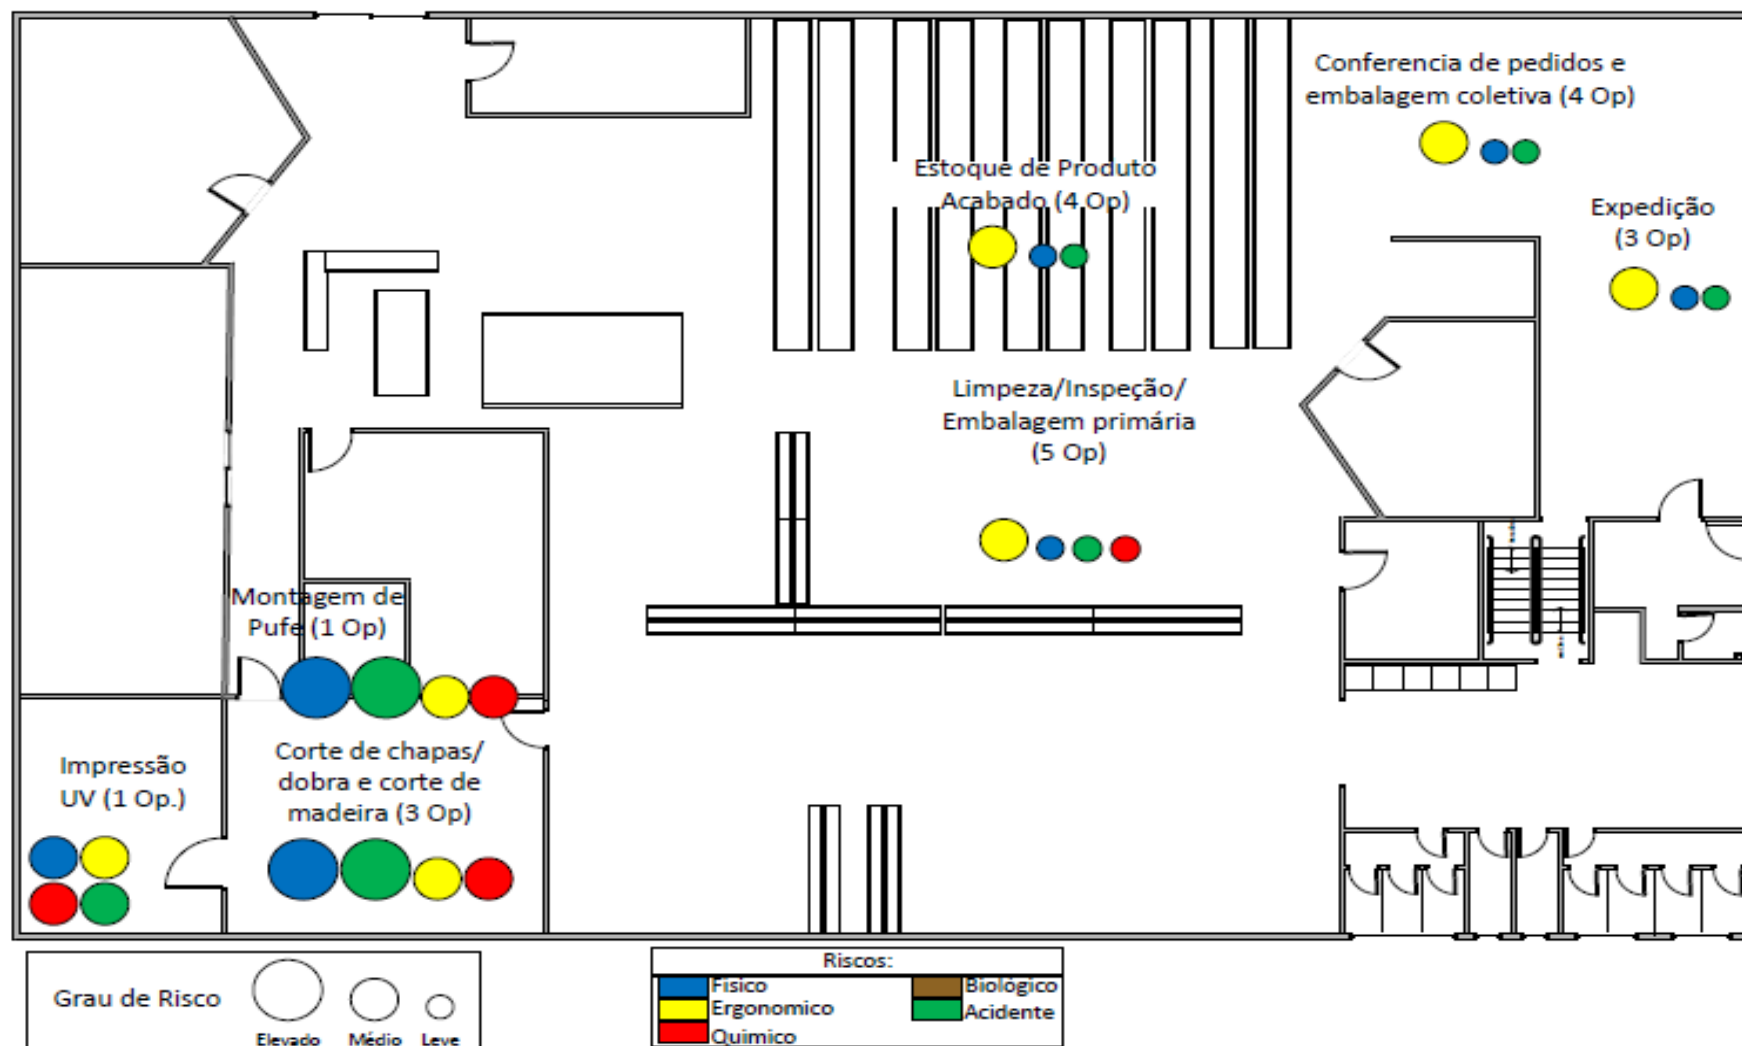 Conferencia de pedidos e
embalagem coletiva (4 Op)
Estoque de Produto
Acabado (4 Op)
Expedição
(3 Op)
Limpeza/Inspeção/
Embalagem primária
(5 Op)
Montagem de
Pufe (1 Op)
Impressão
UV (1 Op.)
Corte de chapas/
dobra e corte de
madeira (3 Op)
Grau de Risco
Elevado Médio Leve
Riscos:
Fisico Biológico
Ergonomico Acidente
Quimico